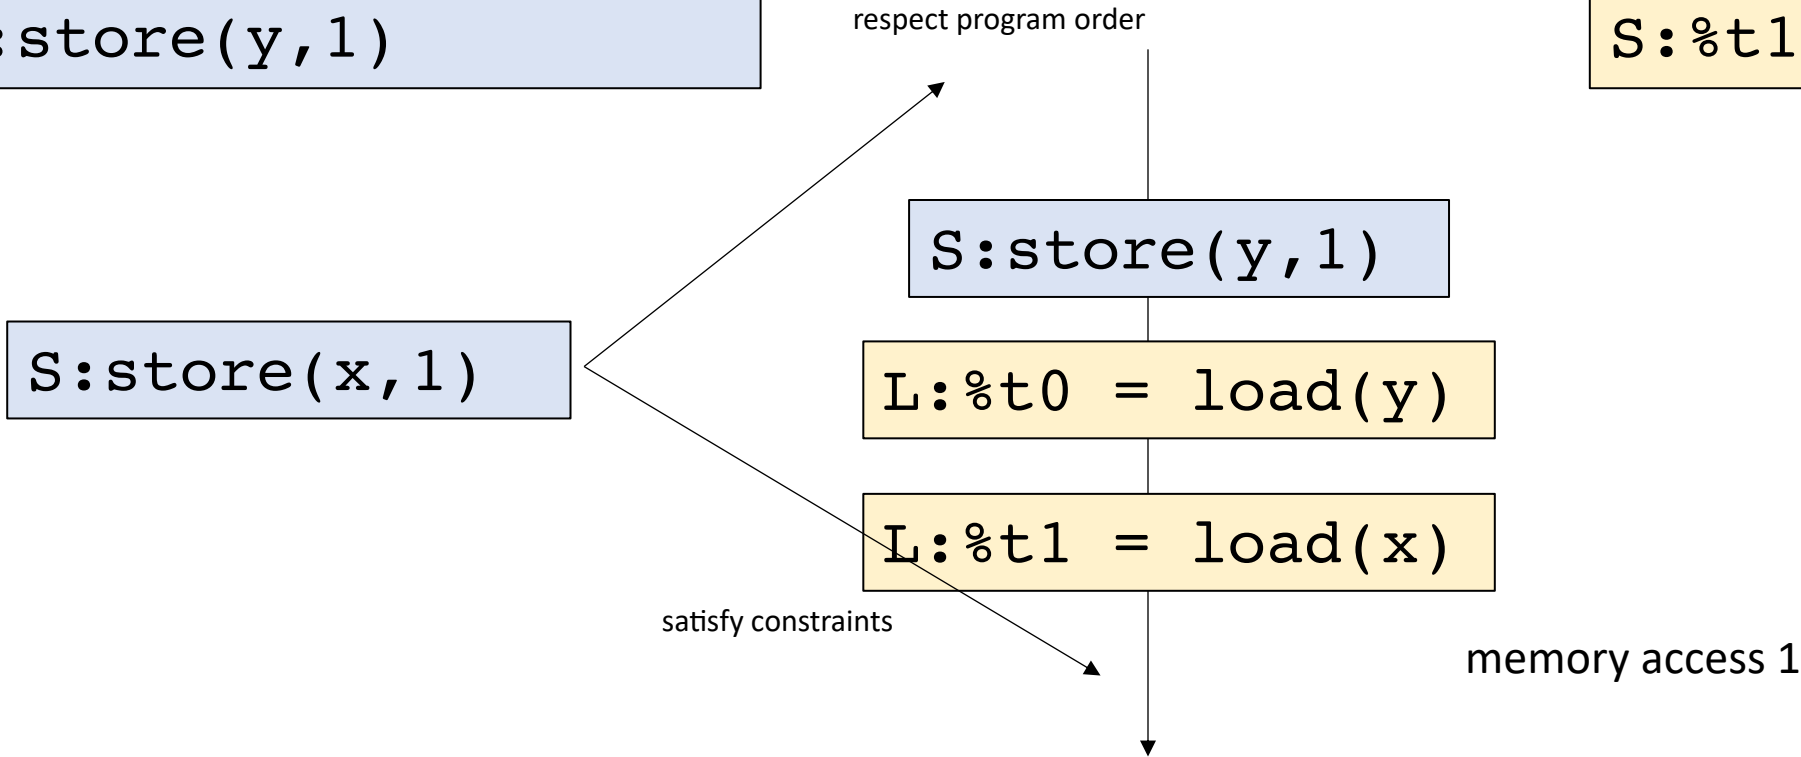 :store(y,1)
respect program order
S:%t1
S:store(y,1)
S:store(x,1)
L:%t0 = load(y)
L:%t1 = load(x)
satisfy constraints
memory access 1